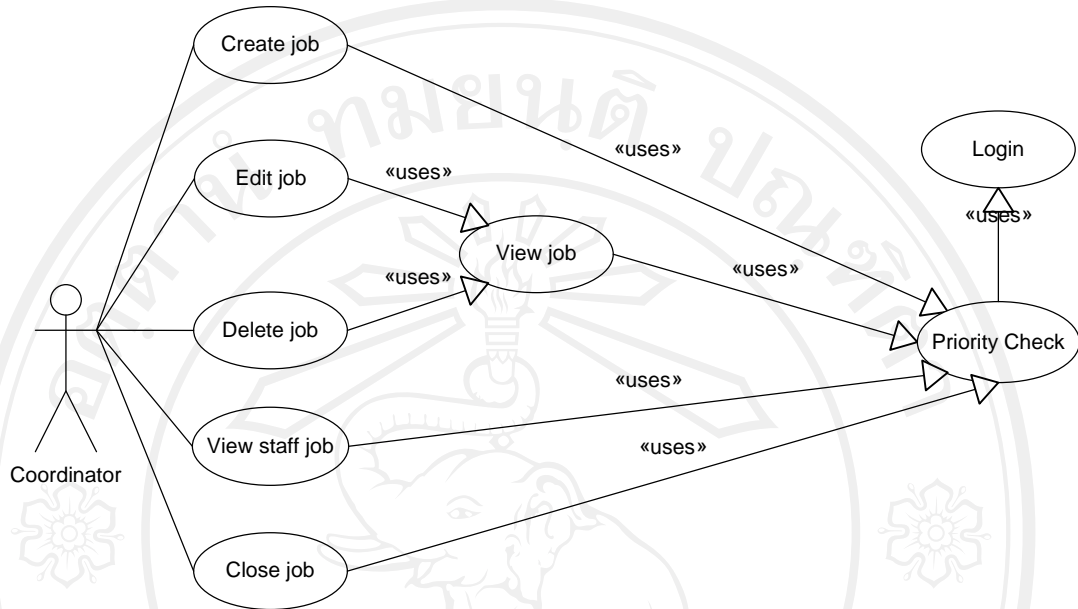 Create job
«uses»
Login
Edit job
«uses»
«uses»
View job
«uses»
«uses»
Delete job
Priority Check
«uses»
View staff job
«uses»
Coordinator
Close job